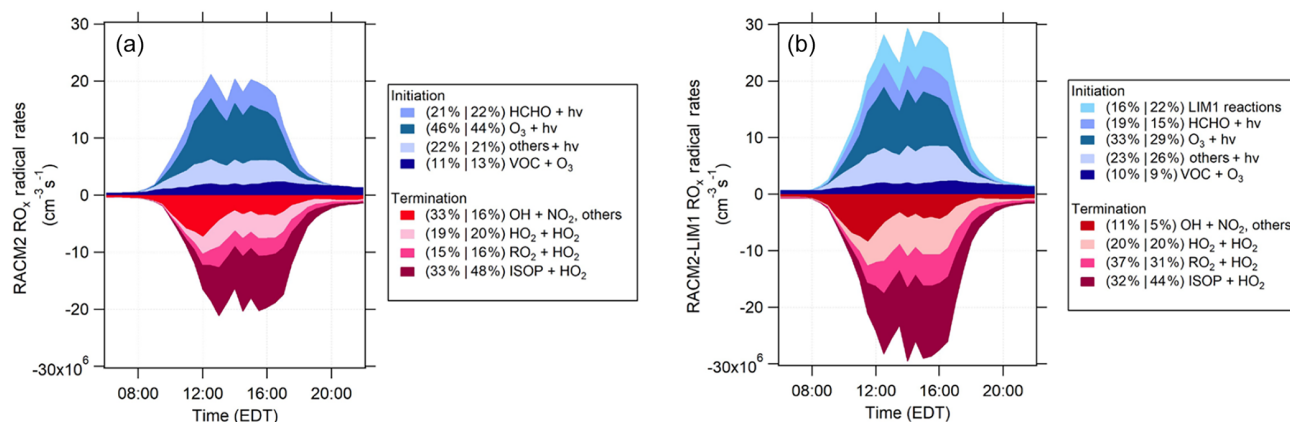 (a)
RACM2 ROx radical rates
(cm⁻³ s⁻¹)
30
20
10
0
-10
-20
-30x10⁶
08:00 12:00 16:00 20:00
Time (EDT)
Initiation
(21% | 22%) HCHO + hv
(46% | 44%) O₃ + hv
(22% | 21%) others + hv
(11% | 13%) VOC + O₃
Termination
(33% | 16%) OH + NO₂, others
(19% | 20%) HO₂ + HO₂
(15% | 16%) RO₂ + HO₂
(33% | 48%) ISOP + HO₂
(b)
RACM2-LIM1 ROx radical rates
(cm⁻³ s⁻¹)
30
20
10
0
-10
-20
-30x10⁶
08:00 12:00 16:00 20:00
Time (EDT)
Initiation
(16% | 22%) LIM1 reactions
(19% | 15%) HCHO + hv
(33% | 29%) O₃ + hv
(23% | 26%) others + hv
(10% | 9%) VOC + O₃
Termination
(11% | 5%) OH + NO₂, others
(20% | 20%) HO₂ + HO₂
(37% | 31%) RO₂ + HO₂
(32% | 44%) ISOP + HO₂